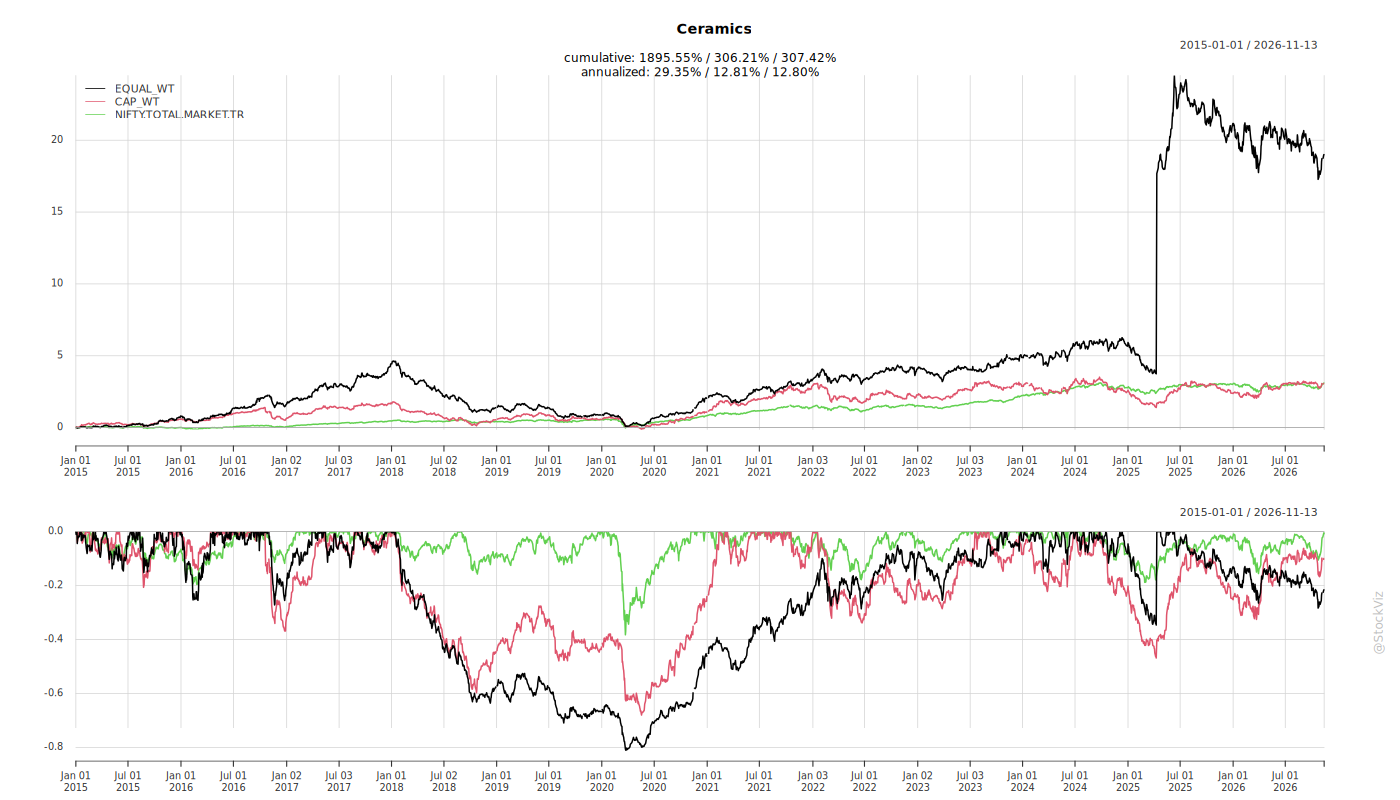 Ceramics
2015-01-01 / 2026-11-13
cumulative: 1895.55% / 306.21% / 307.42%
annualized: 29.35% / 12.81% / 12.80%
EQUAL_WT
CAP_WT
NIFTY.TOTAL.MARKET.TR
20
15
10
5
0
Jan 01 Jul 01 Jan 01 Jul 01 Jan 02 Jul 03 Jan 01 Jul 02 Jan 01 Jul 01 Jan 01 Jul 01 Jan 01 Jul 01 Jan 03 Jul 01 Jan 02 Jul 03 Jan 01 Jul 01 Jan 01 Jul 01 Jan 01 Jul 01
2015 2015 2016 2016 2017 2017 2018 2018 2019 2019 2020 2020 2021 2021 2022 2022 2023 2023 2024 2024 2025 2025 2026 2026
2015-01-01 / 2026-11-13
0.0
-0.2
-0.4
-0.6
-0.8
Jan 01 Jul 01 Jan 01 Jul 01 Jan 02 Jul 03 Jan 01 Jul 02 Jan 01 Jul 01 Jan 01 Jul 01 Jan 01 Jul 01 Jan 03 Jul 01 Jan 02 Jul 03 Jan 01 Jul 01 Jan 01 Jul 01 Jan 01 Jul 01
2015 2015 2016 2016 2017 2017 2018 2018 2019 2019 2020 2020 2021 2021 2022 2022 2023 2023 2024 2024 2025 2025 2026 2026
@StockViz